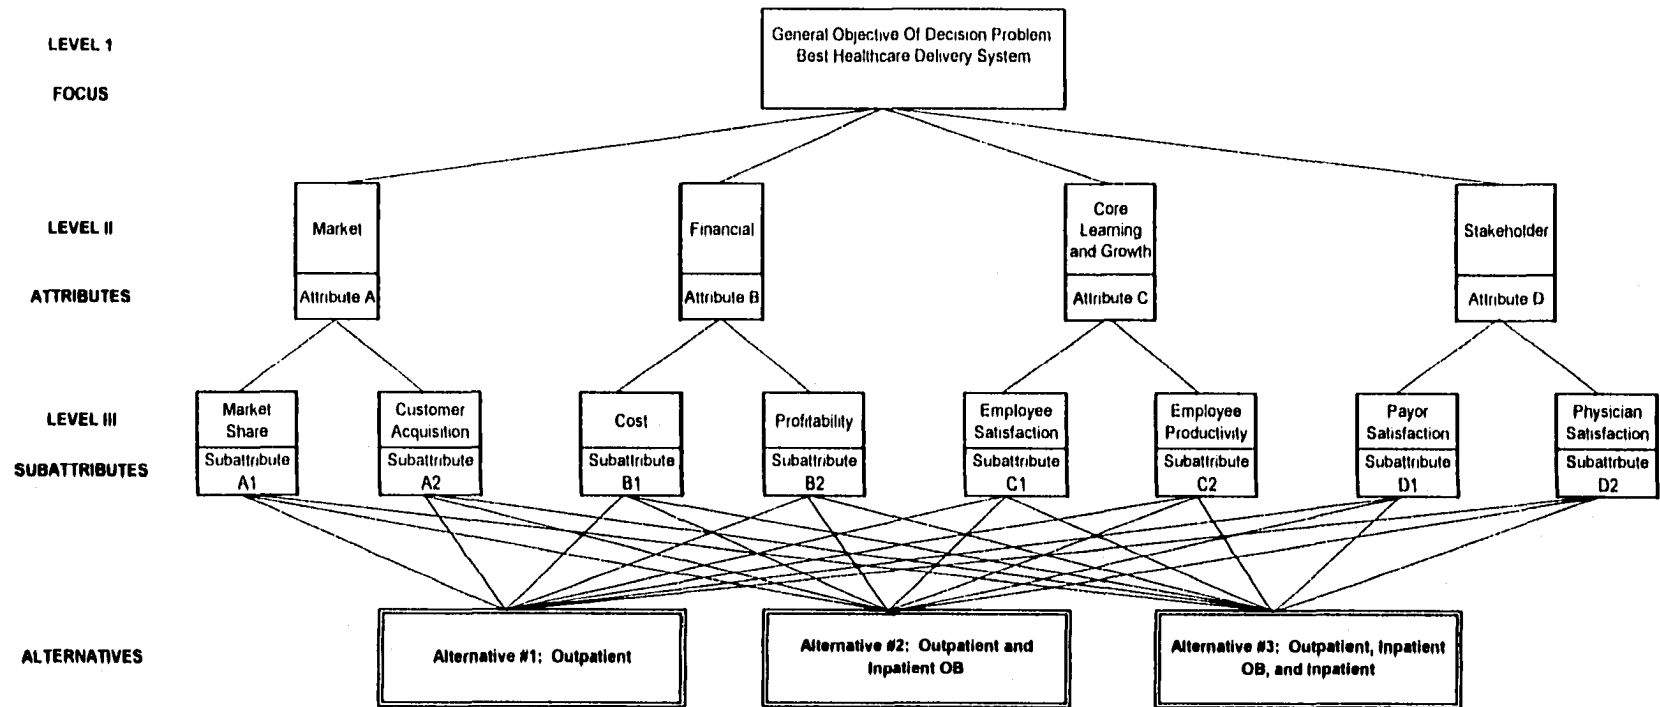 LEVEL 1
FOCUS
General Objective Of Decision Problem
Best Healthcare Delivery System
LEVEL II
ATTRIBUTES
Market
Attribute A
Financial
Attribute B
Core
Learning
and Growth
Attribute C
Stakeholder
Attribute D
LEVEL III
SUBATTRIBUTES
Market
Share
Subattribute
A1
Customer
Acquisition
Subattribute
A2
Cost
Subattribute
B1
Profitability
Subattribute
B2
Employee
Satisfaction
Subattribute
C1
Employee
Productivity
Subattribute
C2
Payor
Satisfaction
Subattribute
D1
Physician
Satisfaction
Subattrbute
D2
ALTERNATIVES
Alternative #1: Outpatient
Alternative #2: Outpatient and
Inpatient OB
Alternative #3: Outpatient, Inpatient
OB, and Inpatient